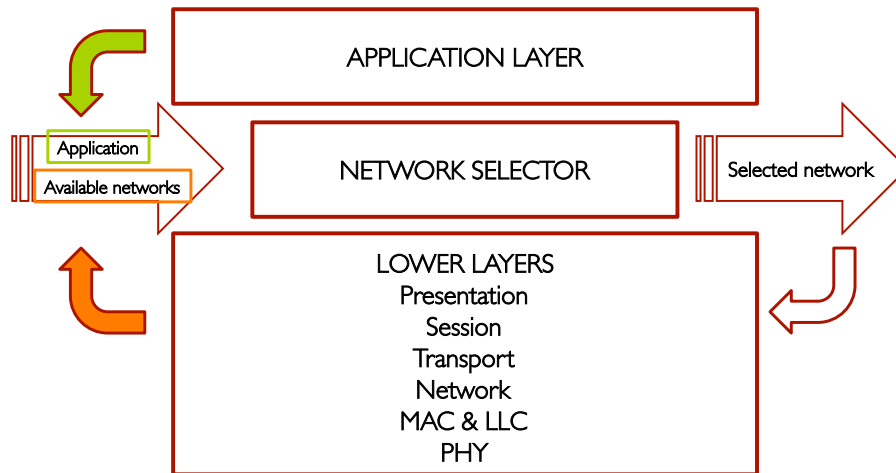 APPLICATION LAYER
Application
Available networks
NETWORK SELECTOR
Selected network
LOWER LAYERS
Presentation
Session
Transport
Network
MAC & LLC
PHY